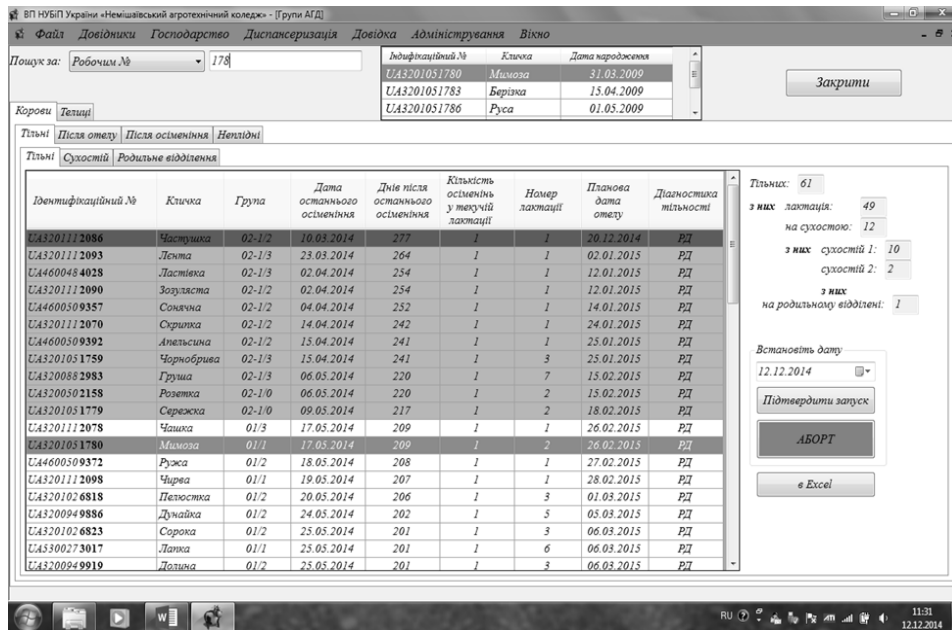 ВП НУБіП України «Немішаївський агротехнічний коледж» - [Групи АГД]
Файл Довідники Господарство Диспансеризація Довідка Адміністрування Вікно
Пошук за: Робочим № 178
Індифікаційний № Кличка Дата народження
UA3201051780 Мимоза 31.03.2009
UA3201051783 Берізка 15.04.2009
UA3201051786 Руса 01.05.2009
Закрити
Корови Телиці
Тільні Після отелу Після осіменіння Неплідні
Тільні Сухостій Родильне відділення
Ідентифікаційний № Кличка Група Дата останнього осіменіння Днів після останнього осіменіння Кількість осіменінь у текучій лактації Номер лактації Планова дата отелу Діагностика тільності
UA3201112086 Частушка 02-1/2 10.03.2014 277 1 1 20.12.2014 РД
UA3201112093 Лєнта 02-1/3 23.03.2014 264 1 1 02.01.2015 РД
UA4600484028 Ластівка 02-1/3 02.04.2014 254 1 1 12.01.2015 РД
UA3201112090 Зозуляста 02-1/2 02.04.2014 254 1 1 12.01.2015 РД
UA4600509357 Сонячна 02-1/2 04.04.2014 252 1 1 14.01.2015 РД
UA3201112070 Скрипка 02-1/2 14.04.2014 242 1 1 24.01.2015 РД
UA4600509392 Апельсина 02-1/2 15.04.2014 241 1 1 25.01.2015 РД
UA3201051759 Чорнобрива 02-1/3 15.04.2014 241 1 3 25.01.2015 РД
UA3200882983 Груша 02-1/3 06.05.2014 220 1 7 15.02.2015 РД
UA3200502158 Розетка 02-1/0 06.05.2014 220 1 2 15.02.2015 РД
UA3201051779 Сережка 02-1/0 09.05.2014 217 1 2 18.02.2015 РД
UA3201112078 Чашка 01/3 17.05.2014 209 1 1 26.02.2015 РД
UA3201051780 Мимоза 01/1 17.05.2014 209 1 2 26.02.2015 РД
UA4600509372 Ружа 01/2 18.05.2014 208 1 1 27.02.2015 РД
UA3201112098 Чирва 01/1 19.05.2014 207 1 1 28.02.2015 РД
UA3201026818 Пелюстка 01/2 20.05.2014 206 1 3 01.03.2015 РД
UA3200949886 Дунайка 01/2 24.05.2014 202 1 5 05.03.2015 РД
UA3201026823 Сорока 01/2 25.05.2014 201 1 3 06.03.2015 РД
UA5300273017 Лапка 01/1 25.05.2014 201 1 6 06.03.2015 РД
UA3200949919 Долина 01/2 25.05.2014 201 1 3 06.03.2015 РД
Тільних: 61
з них лактація: 49
на сухостою: 12
з них сухостій 1: 10
сухостій 2: 2
з них
на родильному відділені: 1
Встановіть дату
12.12.2014
Підтвердити запуск
АБОРТ
в Excel
RU 11:31
12.12.2014